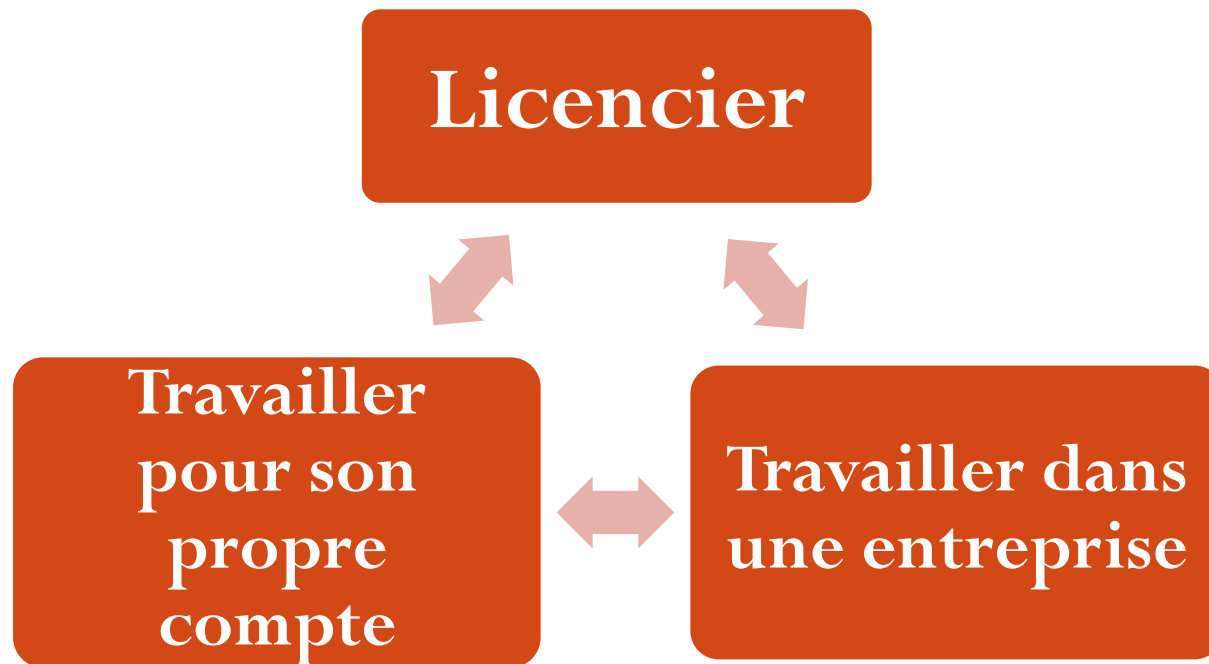 Licencier
Travailler
pour son
propre
compte
Travailler dans
une entreprise